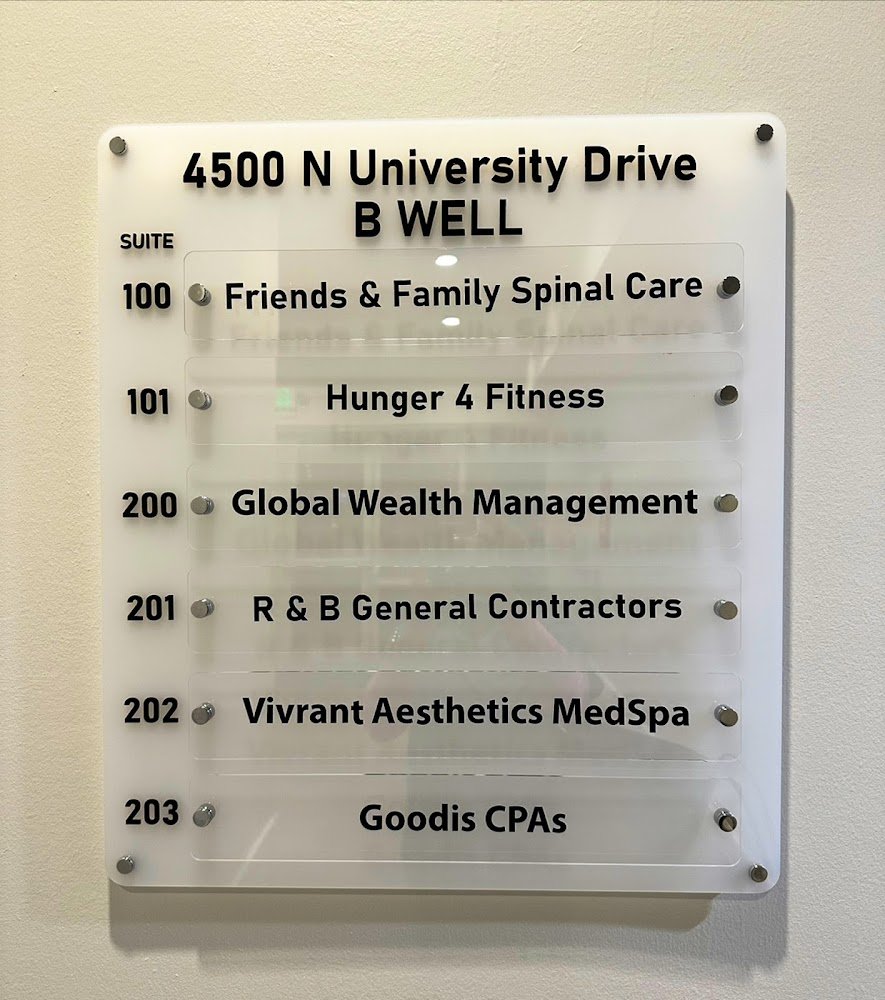 4500 N University Drive
B WELL
SUITE
100 Friends & Family Spinal Care
101 Hunger 4 Fitness
200 Global Wealth Management
201 R & B General Contractors
202 Vivrant Aesthetics MedSpa
203 Goodis CPAs